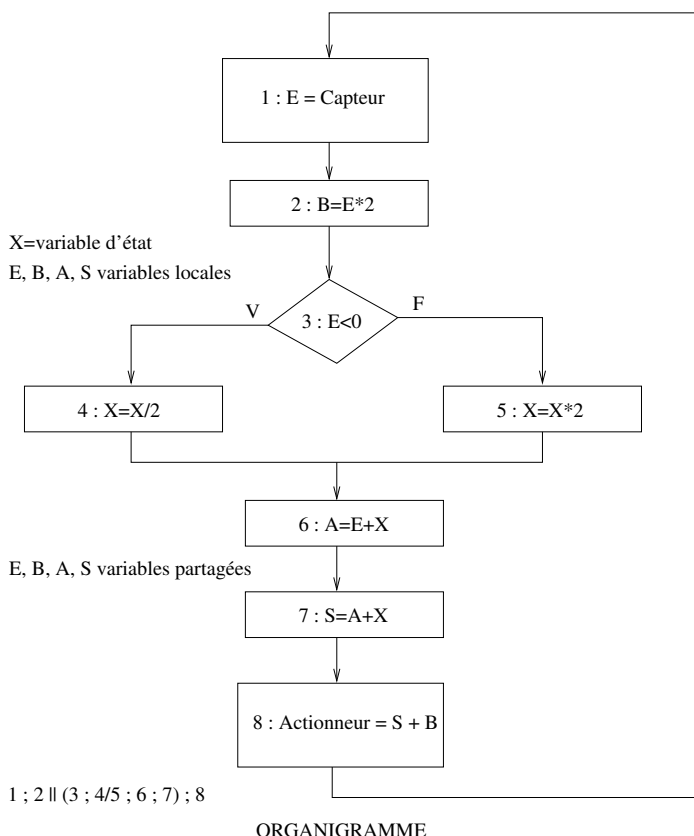 1 : E = Capteur
2 : B=E*2
X=variable d'état
E, B, A, S variables locales
V
3 : E<0
F
4 : X=X/2
5 : X=X*2
6 : A=E+X
E, B, A, S variables partagées
7 : S=A+X
8 : Actionneur = S + B
1 ; 2 || (3 ; 4/5 ; 6 ; 7) ; 8
ORGANIGRAMME